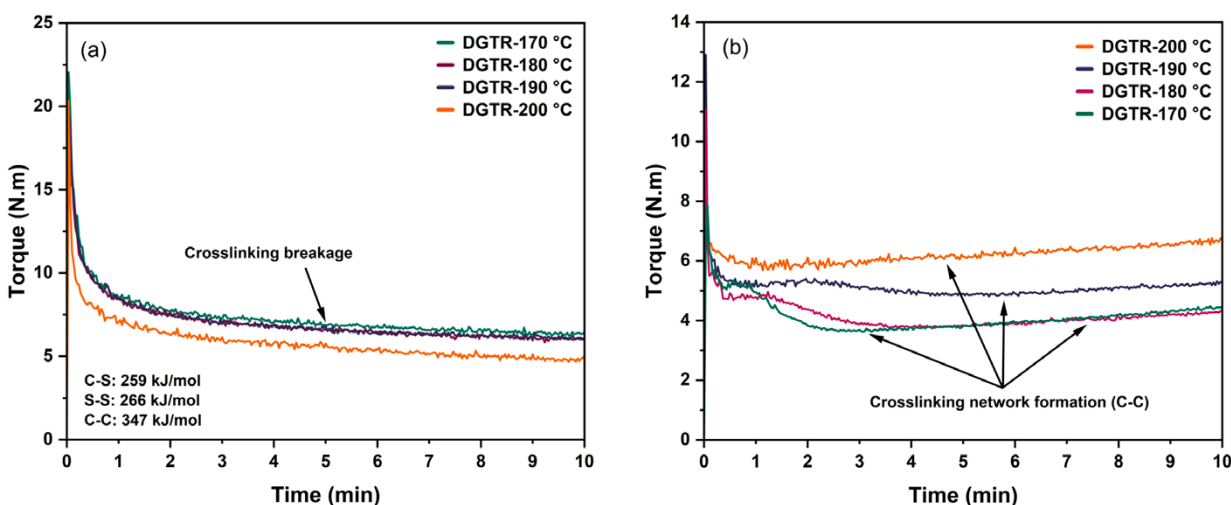 (a)
DGTR-170 °C
DGTR-180 °C
DGTR-190 °C
DGTR-200 °C
Crosslinking breakage
C-S: 259 kJ/mol
S-S: 266 kJ/mol
C-C: 347 kJ/mol
25
20
15
10
5
0
Torque (N.m)
0 1 2 3 4 5 6 7 8 9 10
Time (min)
(b)
DGTR-200 °C
DGTR-190 °C
DGTR-180 °C
DGTR-170 °C
Crosslinking network formation (C-C)
14
12
10
8
6
4
2
0
Torque (N.m)
0 1 2 3 4 5 6 7 8 9 10
Time (min)